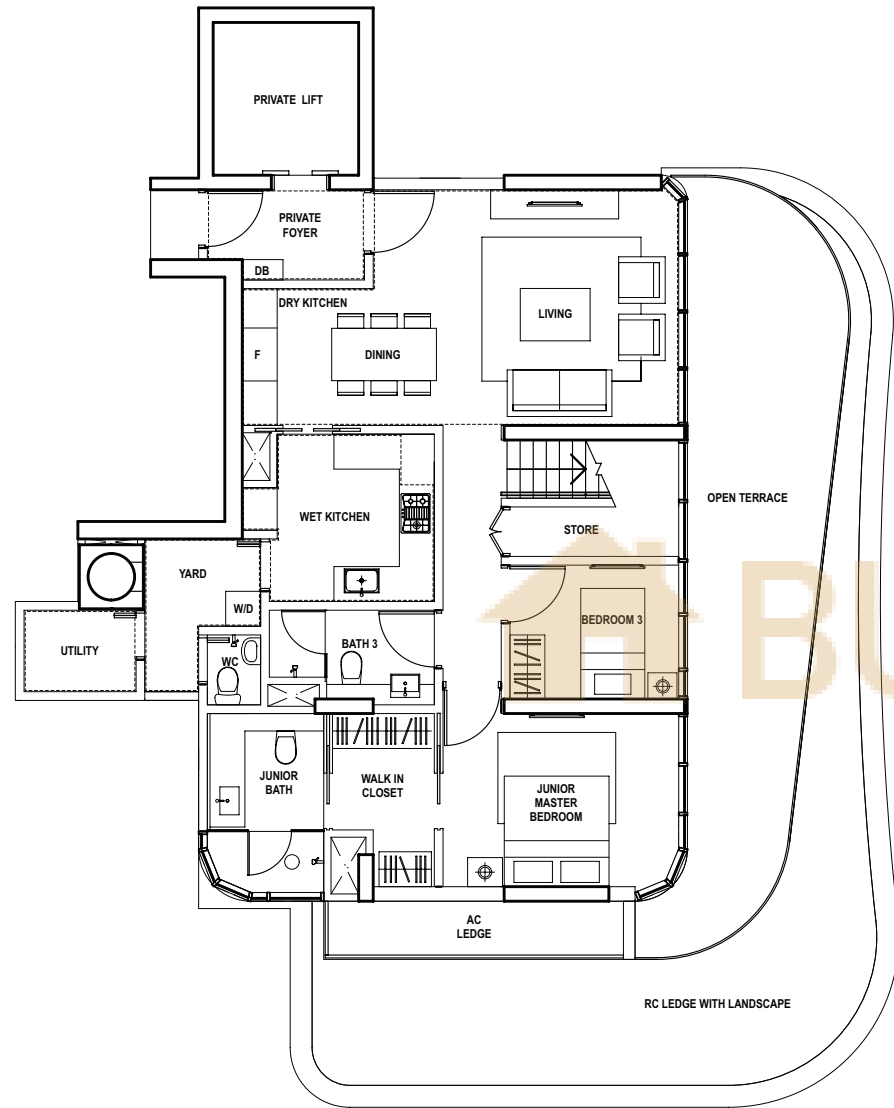 PRIVATE LIFT
PRIVATE
FOYER
DB
DRY KITCHEN
LIVING
F
DINING
OPEN TERRACE
WET KITCHEN
STORE
YARD
W/D
BEDROOM 3
UTILITY
WC
BATH 3
BU
JUNIOR
BATH
WALK IN
CLOSET
JUNIOR
MASTER
BEDROOM
AC
LEDGE
RC LEDGE WITH LANDSCAPE